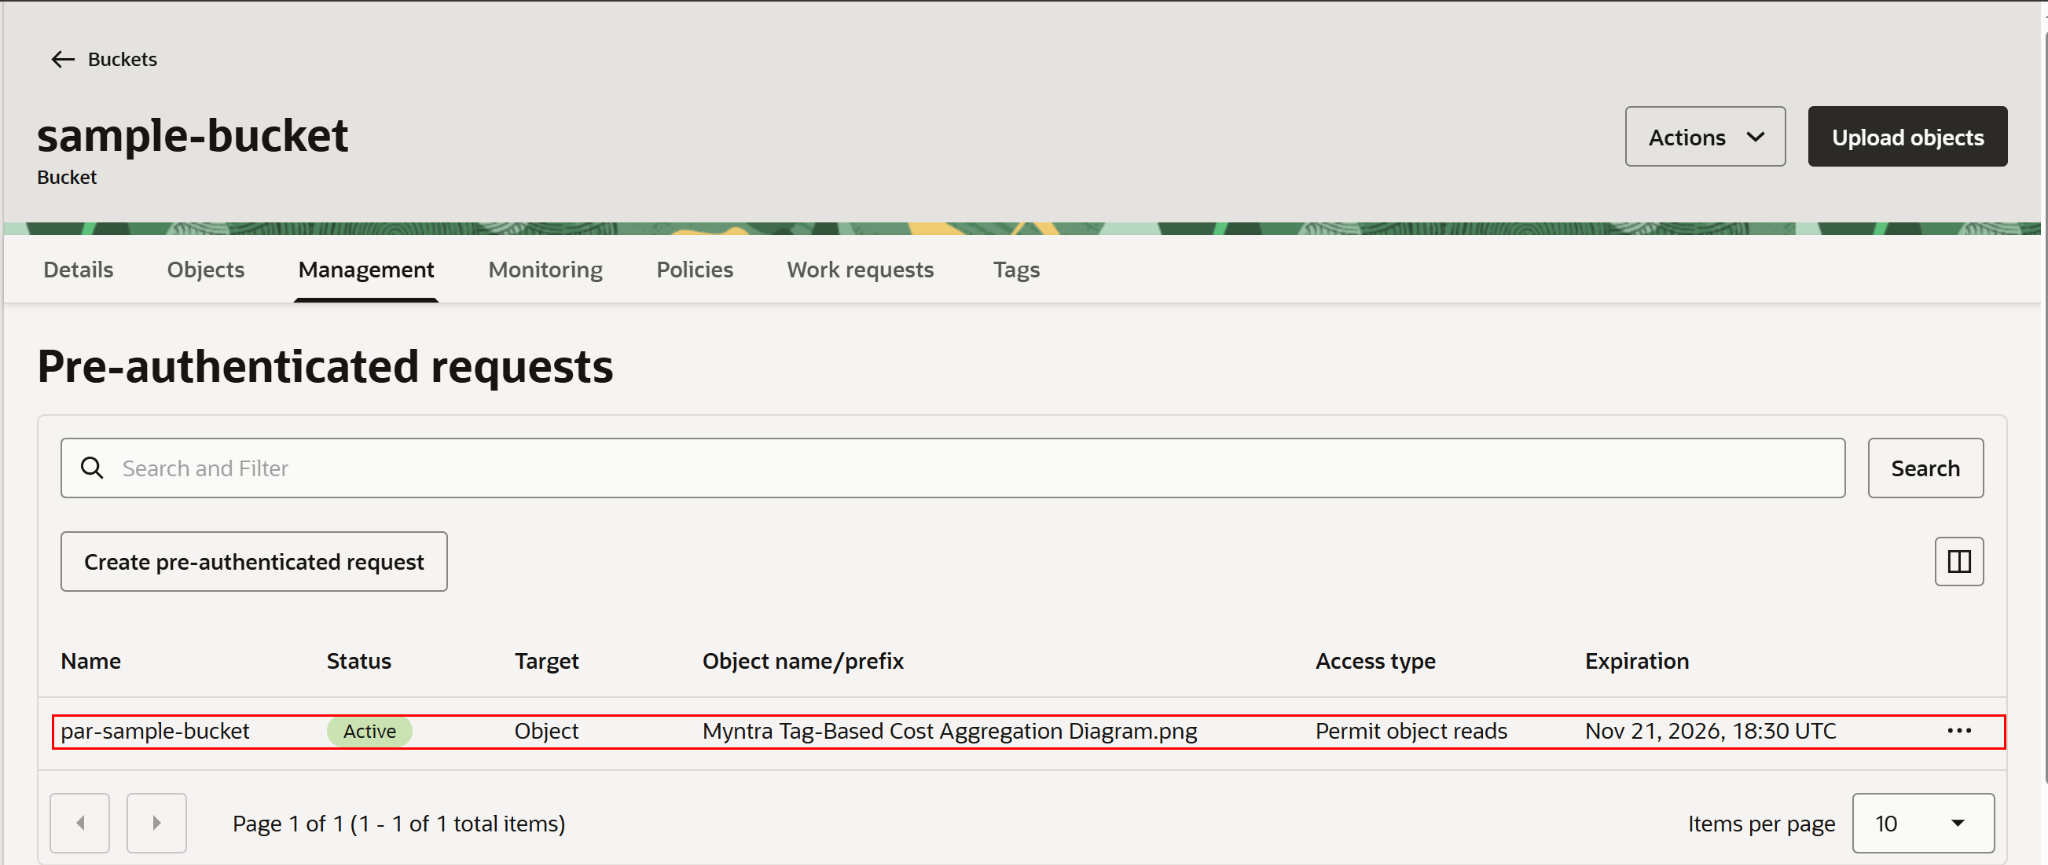 Buckets
sample-bucket
Bucket
Actions
Upload objects
Details Objects Management Monitoring Policies Work requests Tags
Pre-authenticated requests
Search and Filter
Search
Create pre-authenticated request
Name Status Target Object name/prefix Access type Expiration
par-sample-bucket Active Object Myntra Tag-Based Cost Aggregation Diagram.png Permit object reads Nov 21, 2026, 18:30 UTC
Page 1 of 1 (1 - 1 of 1 total items) Items per page 10